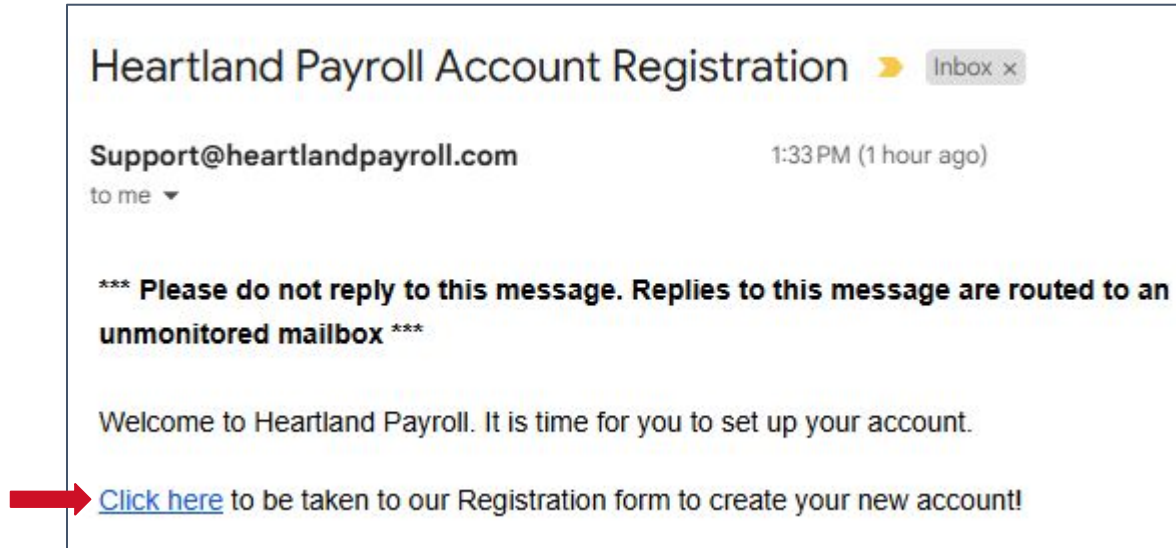 Heartland Payroll Account Registration Inbox ×
Support@heartlandpayroll.com 1:33 PM (1 hour ago)
to me
*** Please do not reply to this message. Replies to this message are routed to an
unmonitored mailbox ***
Welcome to Heartland Payroll. It is time for you to set up your account.
Click here to be taken to our Registration form to create your new account!